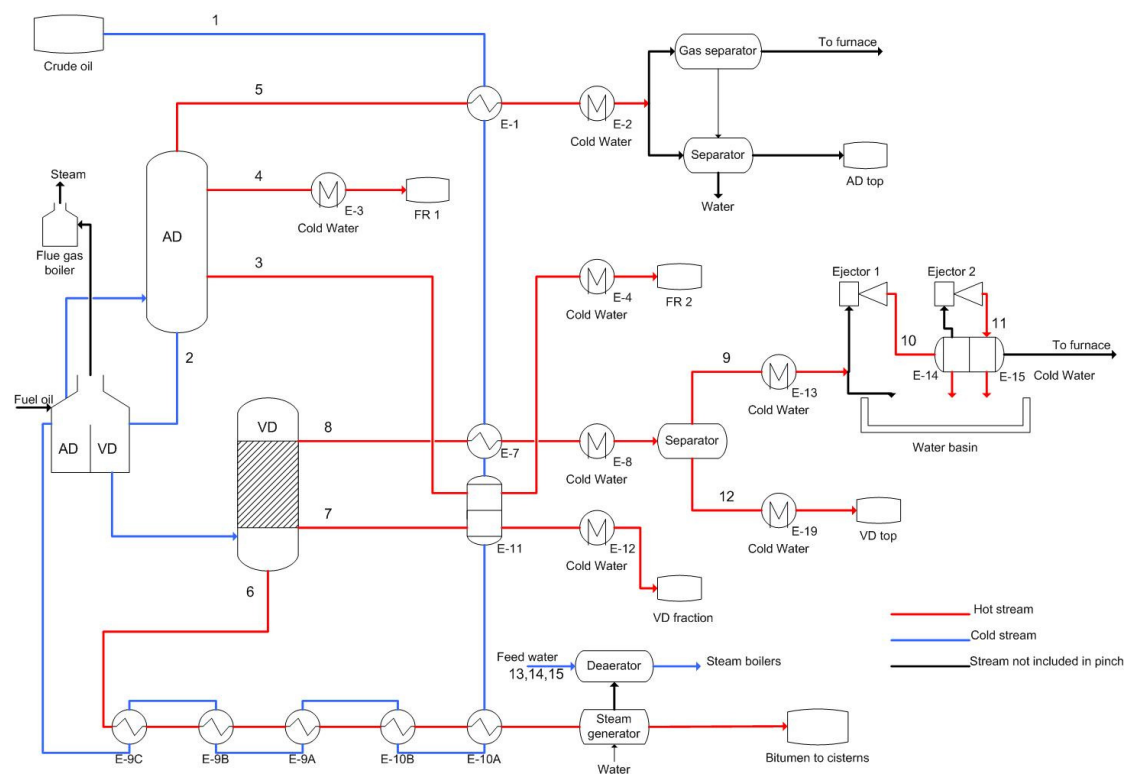 1
Crude oil
5
E-1
E-2
Cold Water
Gas separator
To furnace
Separator
AD top
Water
Steam
Flue gas
boiler
AD
4
E-3
Cold Water
FR 1
3
E-4
Cold Water
FR 2
Ejector 1
Ejector 2
10
11
To furnace
E-14
E-15
Cold Water
2
9
E-13
Cold Water
Water basin
Fuel oil
AD
VD
VD
8
E-7
E-8
Cold Water
Separator
12
E-19
Cold Water
VD top
7
E-11
E-12
Cold Water
VD fraction
6
Hot stream
Cold stream
Stream not included in pinch
Feed water
13,14,15
Deaerator
Steam boilers
E-9C
E-9B
E-9A
E-10B
E-10A
Steam
generator
Water
Bitumen to cisterns